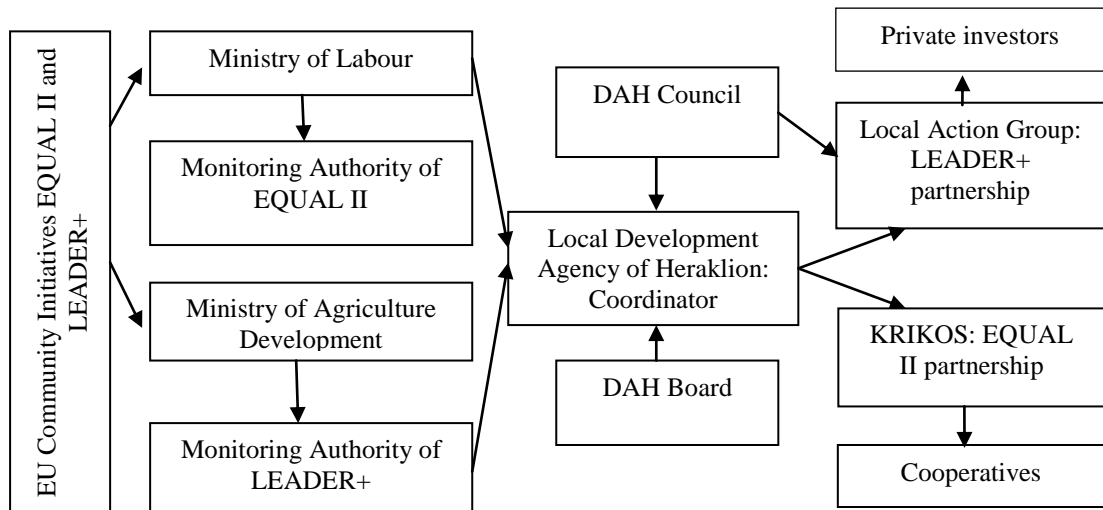 EU Community Initiatives EQUAL II and
LEADER+
Ministry of Labour
Monitoring Authority of
EQUAL II
Ministry of Agriculture
Development
Monitoring Authority of
LEADER+
DAH Council
Local Development
Agency of Heraklion:
Coordinator
DAH Board
Private investors
Local Action Group:
LEADER+
partnership
KRIKOS: EQUAL
II partnership
Cooperatives